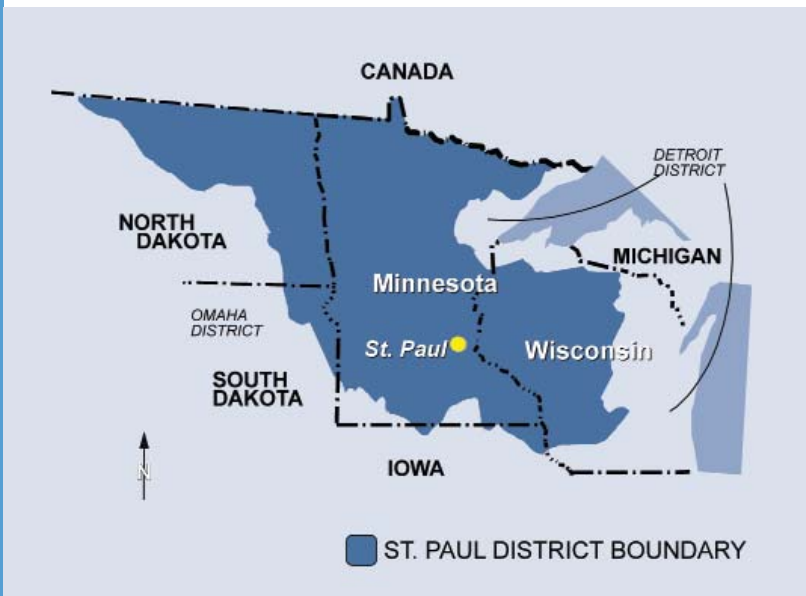 CANADA
DETROIT
DISTRICT
NORTH
DAKOTA
MICHIGAN
Minnesota
OMAHA
DISTRICT
St. Paul
Wisconsin
SOUTH
DAKOTA
IOWA
N
ST. PAUL DISTRICT BOUNDARY